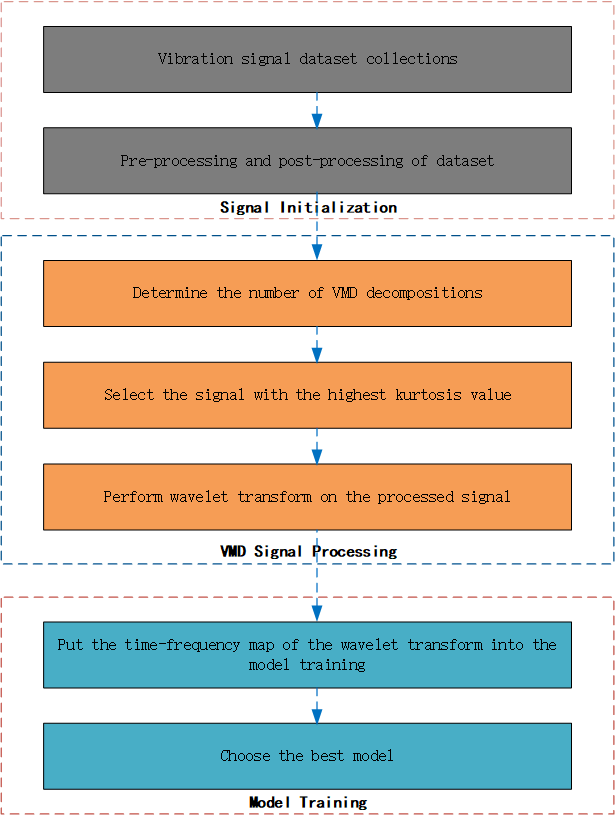 Vibration signal dataset collections
Pre-processing and post-processing of dataset
Signal Initialization
Determine the number of VMD decompositions
Select the signal with the highest kurtosis value
Perform wavelet transform on the processed signal
VMD Signal Processing
Put the time-frequency map of the wavelet transform into the
model training
Choose the best model
Model Training